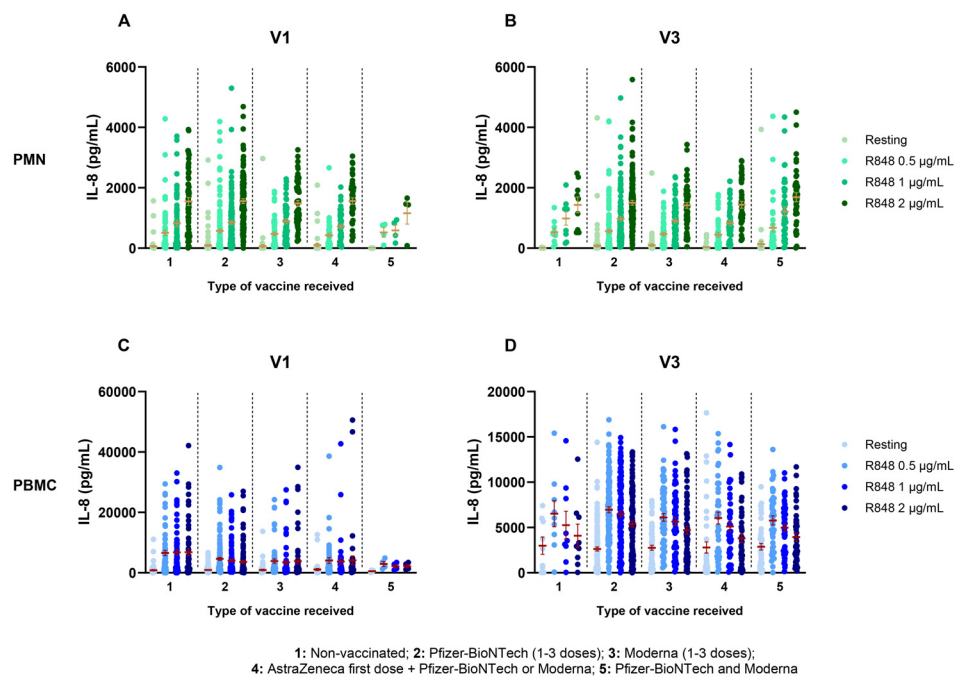 A
V1
B
V3
IL-8 (pg/mL)
6000
4000
2000
0
1 2 3 4 5
Type of vaccine received
IL-8 (pg/mL)
6000
4000
2000
0
1 2 3 4 5
Type of vaccine received
PMN
Resting
R848 0.5 µg/mL
R848 1 µg/mL
R848 2 µg/mL
C
V1
D
V3
IL-8 (pg/mL)
60000
40000
20000
0
1 2 3 4 5
Type of vaccine received
IL-8 (pg/mL)
20000
15000
10000
5000
0
1 2 3 4 5
Type of vaccine received
PBMC
Resting
R848 0.5 µg/mL
R848 1 µg/mL
R848 2 µg/mL
1: Non-vaccinated; 2: Pfizer-BioNTech (1-3 doses); 3: Moderna (1-3 doses);
4: AstraZeneca first dose + Pfizer-BioNTech or Moderna; 5: Pfizer-BioNTech and Moderna